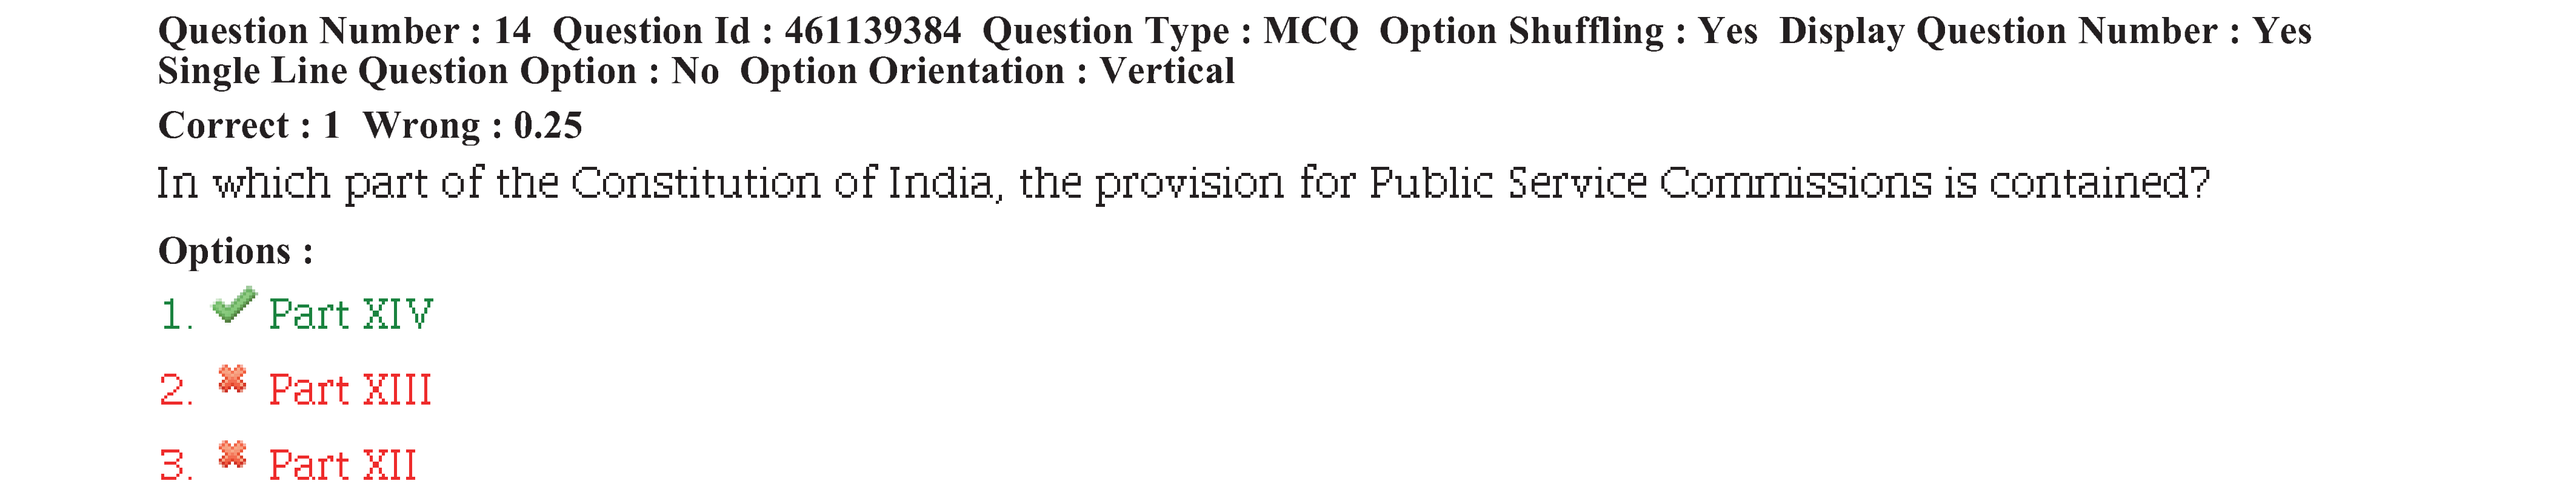 Question Number : 14 Question Id : 461139384 Question Type : MCQ Option Shuffling : Yes Display Question Number : Yes
Single Line Question Option : No Option Orientation : Vertical
Correct : 1 Wrong : 0.25
In which part of the Constitution of India, the provision for Public Service Commissions is contained?
Options :
1. Part XIV
2. Part XIII
3. Part XII